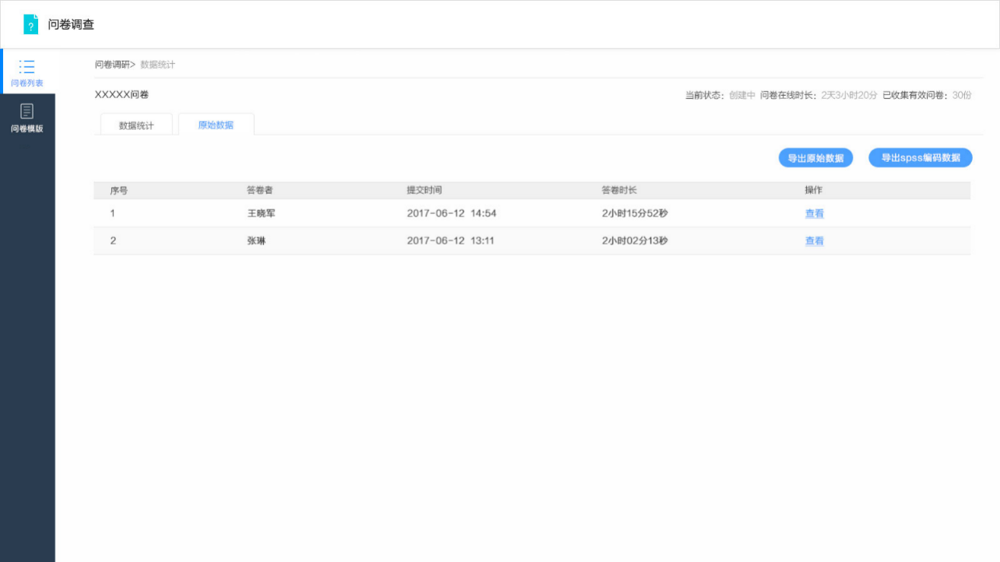 ?
问卷调查
问卷列表
问卷模版
问卷调研> 数据统计
XXXXX问卷
当前状态: 创建中 问卷在线时长: 2天3小时20分 已收集有效问卷: 30份
数据统计 原始数据
导出原始数据 导出spss编码数据
序号 答卷者 提交时间 答卷时长 操作
1 王晓军 2017-06-12 14:54 2小时15分52秒 查看
2 张琳 2017-06-12 13:11 2小时02分13秒 查看